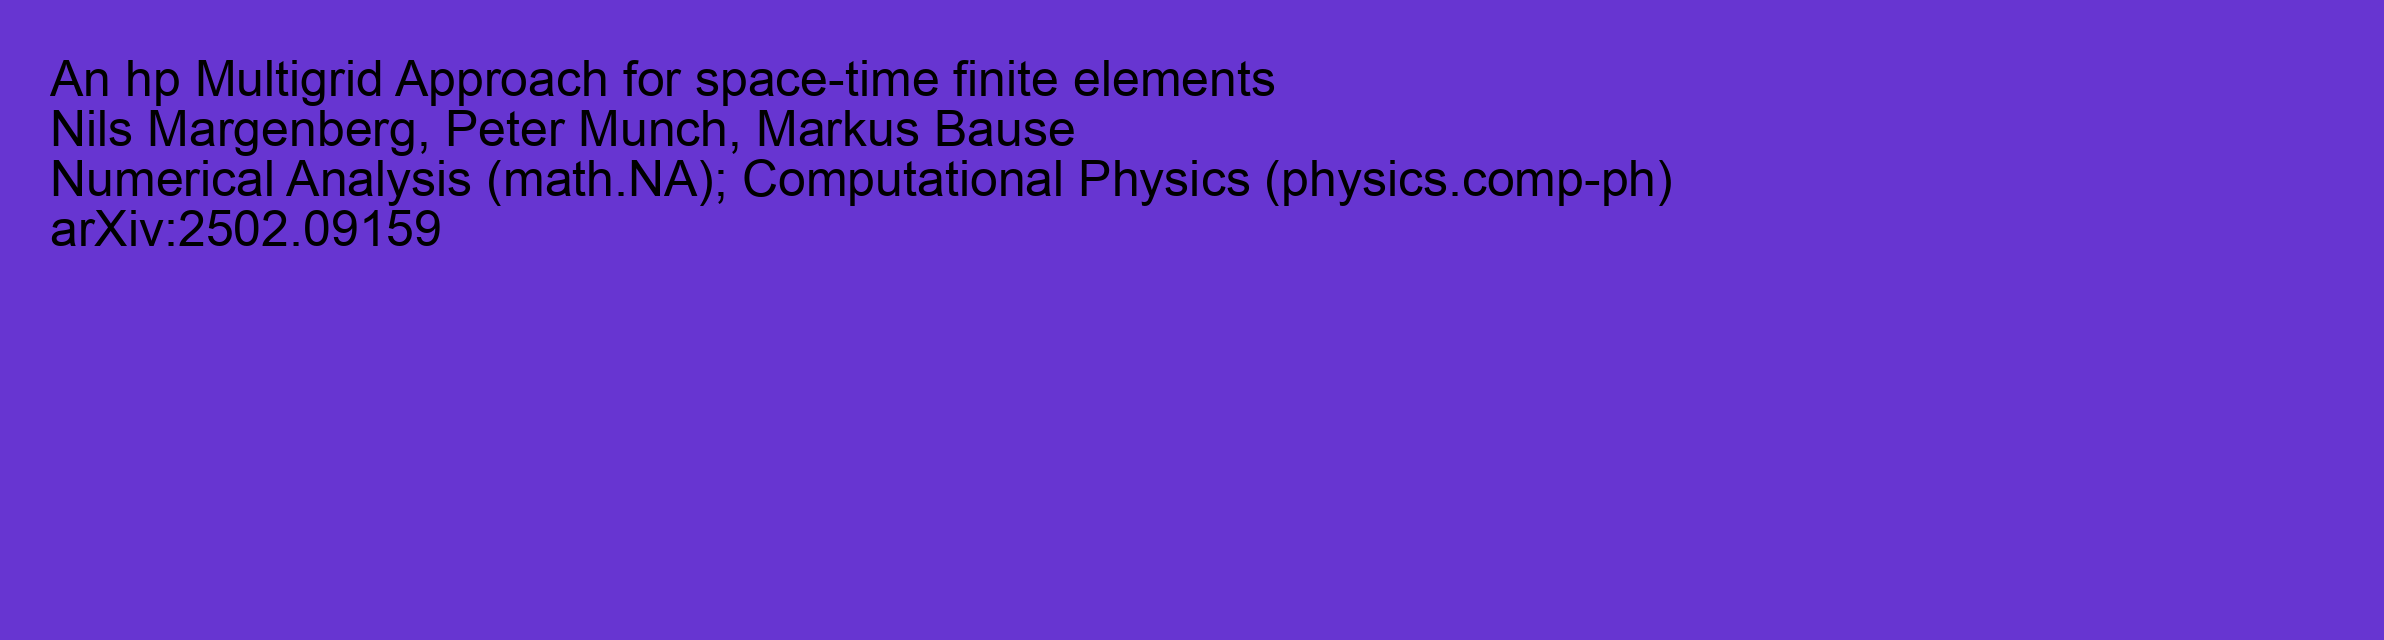 An hp Multigrid Approach for space-time finite elements
Nils Margenberg, Peter Munch, Markus Bause
Numerical Analysis (math.NA); Computational Physics (physics.comp-ph)
arXiv:2502.09159